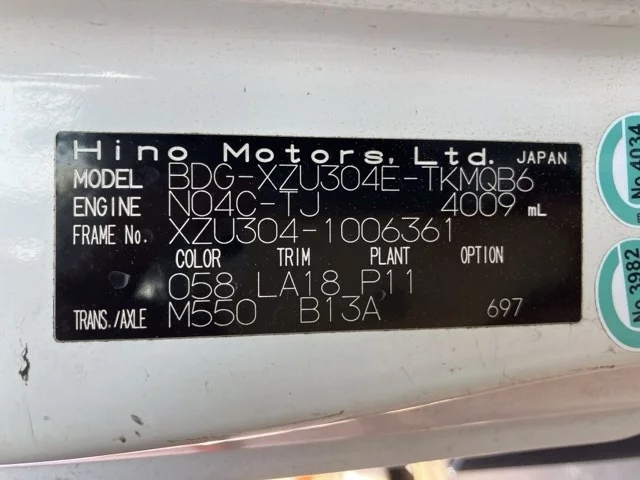 Hino Motors, Ltd. JAPAN
MODEL BDG-XZU304E-TKMQB6
ENGINE N04C-TJ 4009 mL
FRAME No. XZU304-1006361
COLOR TRIM PLANT OPTION
058 LA18 P11
TRANS./AXLE M550 B13A 697
No 4034
No 3982